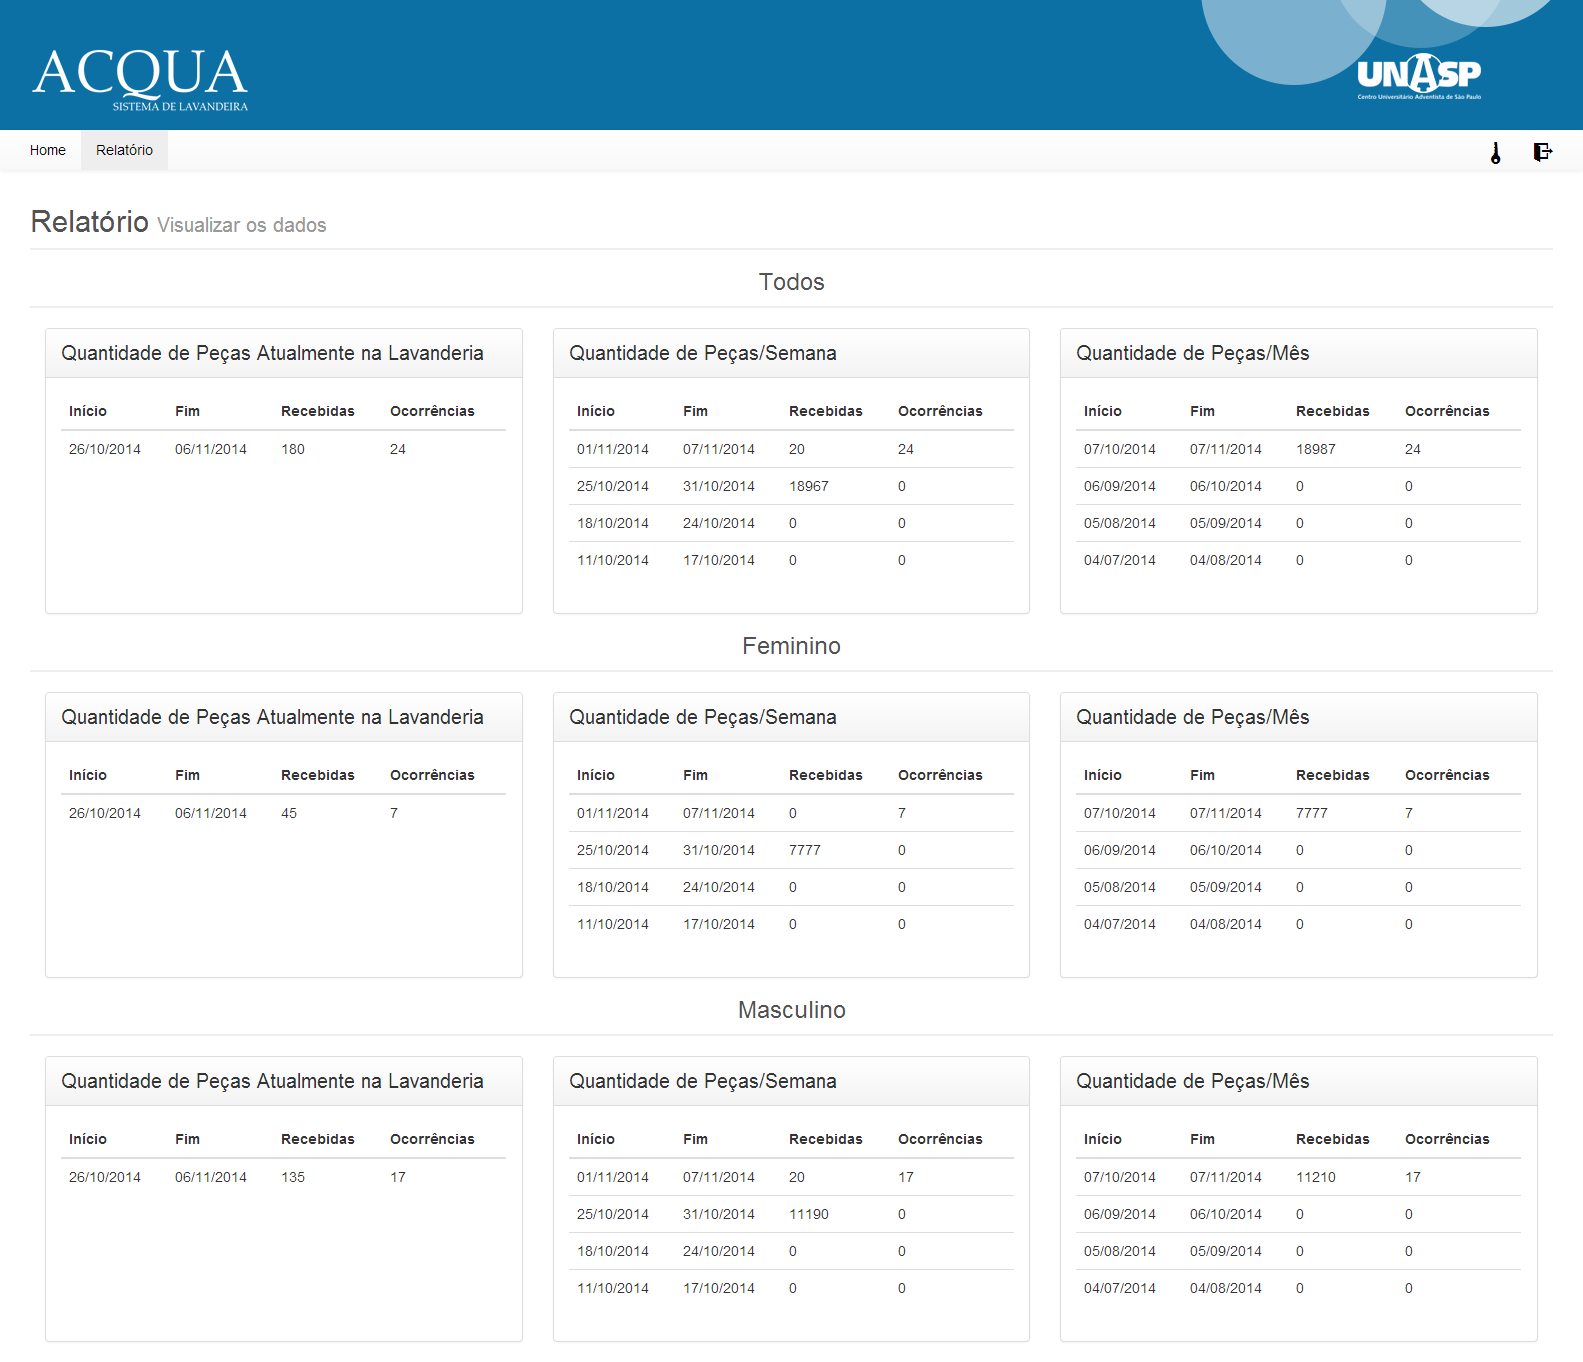 ACQUA
SISTEMA DE LAVANDEIRA
UNASP
Centro Universitário Adventista de São Paulo
Home Relatório
Relatório Visualizar os dados
Todos
Quantidade de Peças Atualmente na Lavanderia
Início Fim Recebidas Ocorrências
26/10/2014 06/11/2014 180 24
Quantidade de Peças/Semana
Início Fim Recebidas Ocorrências
01/11/2014 07/11/2014 20 24
25/10/2014 31/10/2014 18967 0
18/10/2014 24/10/2014 0 0
11/10/2014 17/10/2014 0 0
Quantidade de Peças/Mês
Início Fim Recebidas Ocorrências
07/10/2014 07/11/2014 18987 24
06/09/2014 06/10/2014 0 0
05/08/2014 05/09/2014 0 0
04/07/2014 04/08/2014 0 0
Feminino
Quantidade de Peças Atualmente na Lavanderia
Início Fim Recebidas Ocorrências
26/10/2014 06/11/2014 45 7
Quantidade de Peças/Semana
Início Fim Recebidas Ocorrências
01/11/2014 07/11/2014 0 7
25/10/2014 31/10/2014 7777 0
18/10/2014 24/10/2014 0 0
11/10/2014 17/10/2014 0 0
Quantidade de Peças/Mês
Início Fim Recebidas Ocorrências
07/10/2014 07/11/2014 7777 7
06/09/2014 06/10/2014 0 0
05/08/2014 05/09/2014 0 0
04/07/2014 04/08/2014 0 0
Masculino
Quantidade de Peças Atualmente na Lavanderia
Início Fim Recebidas Ocorrências
26/10/2014 06/11/2014 135 17
Quantidade de Peças/Semana
Início Fim Recebidas Ocorrências
01/11/2014 07/11/2014 20 17
25/10/2014 31/10/2014 11190 0
18/10/2014 24/10/2014 0 0
11/10/2014 17/10/2014 0 0
Quantidade de Peças/Mês
Início Fim Recebidas Ocorrências
07/10/2014 07/11/2014 11210 17
06/09/2014 06/10/2014 0 0
05/08/2014 05/09/2014 0 0
04/07/2014 04/08/2014 0 0